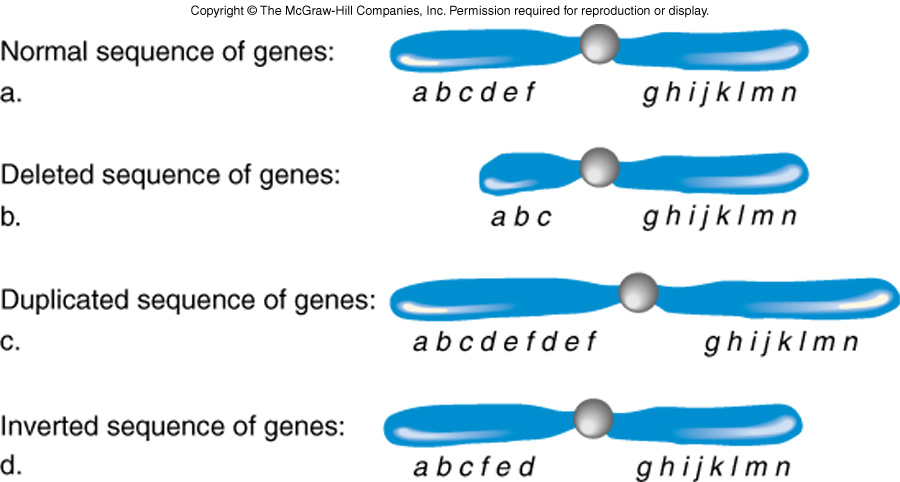 Copyright © The McGraw-Hill Companies, Inc. Permission required for reproduction or display.
Normal sequence of genes:
a. a b c d e f g h i j k l m n
Deleted sequence of genes:
b. a b c g h i j k l m n
Duplicated sequence of genes:
c. a b c d e f d e f g h i j k l m n
Inverted sequence of genes:
d. a b c f e d g h i j k l m n